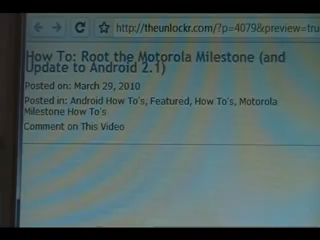 http://theunlockr.com/?p=4079&preview=tru
How To: Root the Motorola Milestone (and
Update to Android 2.1)
Posted on: March 29, 2010
Posted in: Android How To's, Featured, How To's, Motorola
Milestone How To's
Comment on This Video